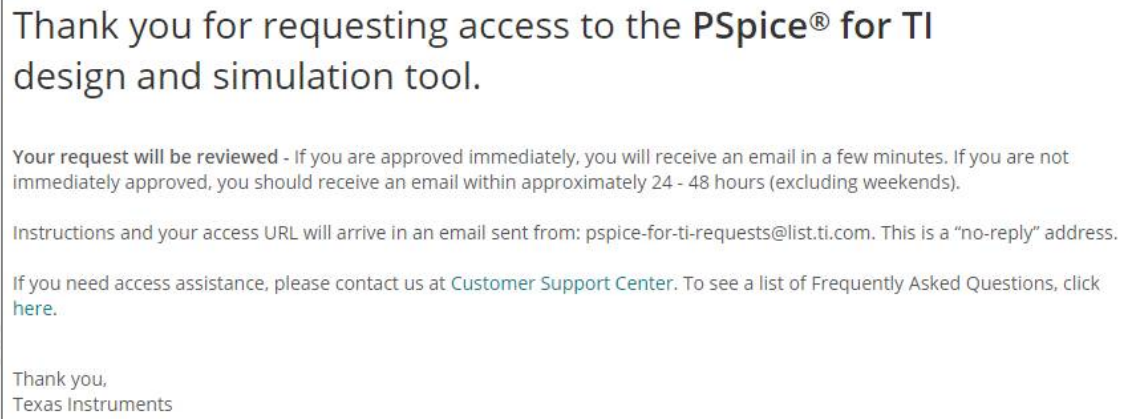 Thank you for requesting access to the PSpice® for TI
design and simulation tool.
Your request will be reviewed - If you are approved immediately, you will receive an email in a few minutes. If you are not
immediately approved, you should receive an email within approximately 24 - 48 hours (excluding weekends).
Instructions and your access URL will arrive in an email sent from: pspice-for-ti-requests@list.ti.com. This is a “no-reply” address.
If you need access assistance, please contact us at Customer Support Center. To see a list of Frequently Asked Questions, click
here.
Thank you,
Texas Instruments